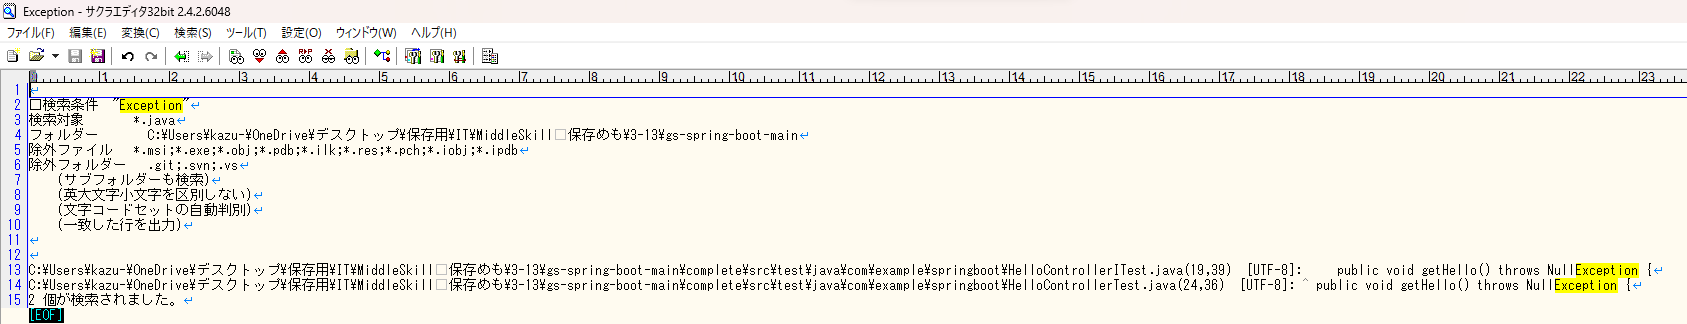 Exception - サクラエディタ32bit 2.4.2.6048
ファイル(F) 編集(E) 変換(C) 検索(S) ツール(T) 設定(O) ウィンドウ(W) ヘルプ(H)
0 1 2 3 4 5 6 7 8 9 10 11 12 13 14 15 16 17 18 19 20 21 22 23
1
2 □検索条件 "Exception"
3 検索対象 *.java
4 フォルダー C:¥Users¥kazu-¥OneDrive¥デスクトップ¥保存用¥IT¥MiddleSkill□保存めも¥3-13¥gs-spring-boot-main
5 除外ファイル *.msi;*.exe;*.obj;*.pdb;*.ilk;*.res;*.pch;*.iobj;*.ipdb
6 除外フォルダー .git;.svn;.vs
7 (サブフォルダーも検索)
8 (英大文字小文字を区別しない)
9 (文字コードセットの自動判別)
10 (一致した行を出力)
11
12
13 C:¥Users¥kazu-¥OneDrive¥デスクトップ¥保存用¥IT¥MiddleSkill□保存めも¥3-13¥gs-spring-boot-main¥complete¥src¥test¥java¥com¥example¥springboot¥HelloControllerITest.java(19,39) [UTF-8]: public void getHello() throws NullException {
14 C:¥Users¥kazu-¥OneDrive¥デスクトップ¥保存用¥IT¥MiddleSkill□保存めも¥3-13¥gs-spring-boot-main¥complete¥src¥test¥java¥com¥example¥springboot¥HelloControllerTest.java(24,36) [UTF-8]: ^ public void getHello() throws NullException {
15 2 個が検索されました。
[EOF]